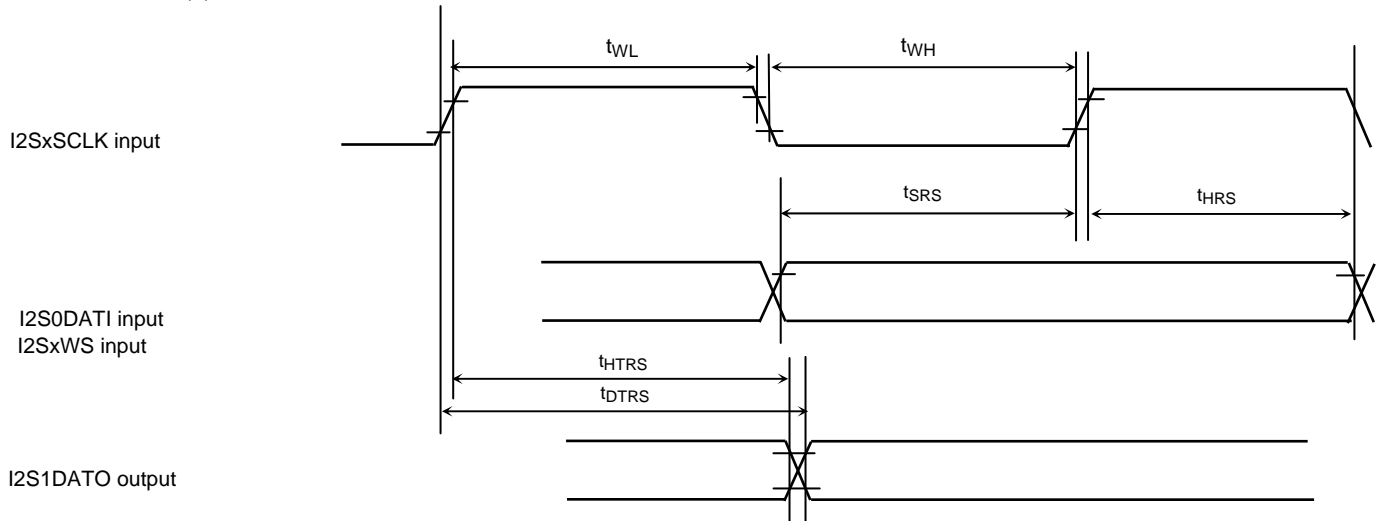 tWL
tWH
I2SxSCLK input
tSRS
tHRS
I2S0DATI input
I2SxWS input
tHTRS
tDTRS
I2S1DATO output